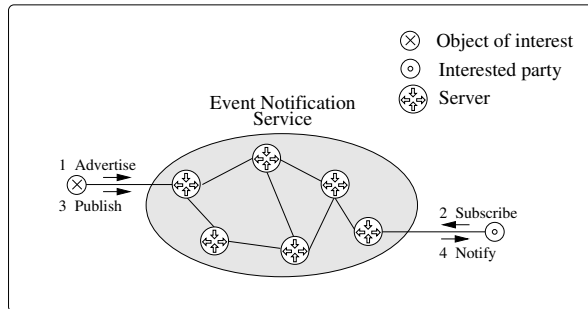 Object of interest
Interested party
Server
Event Notification
Service
1 Advertise
3 Publish
2 Subscribe
4 Notify